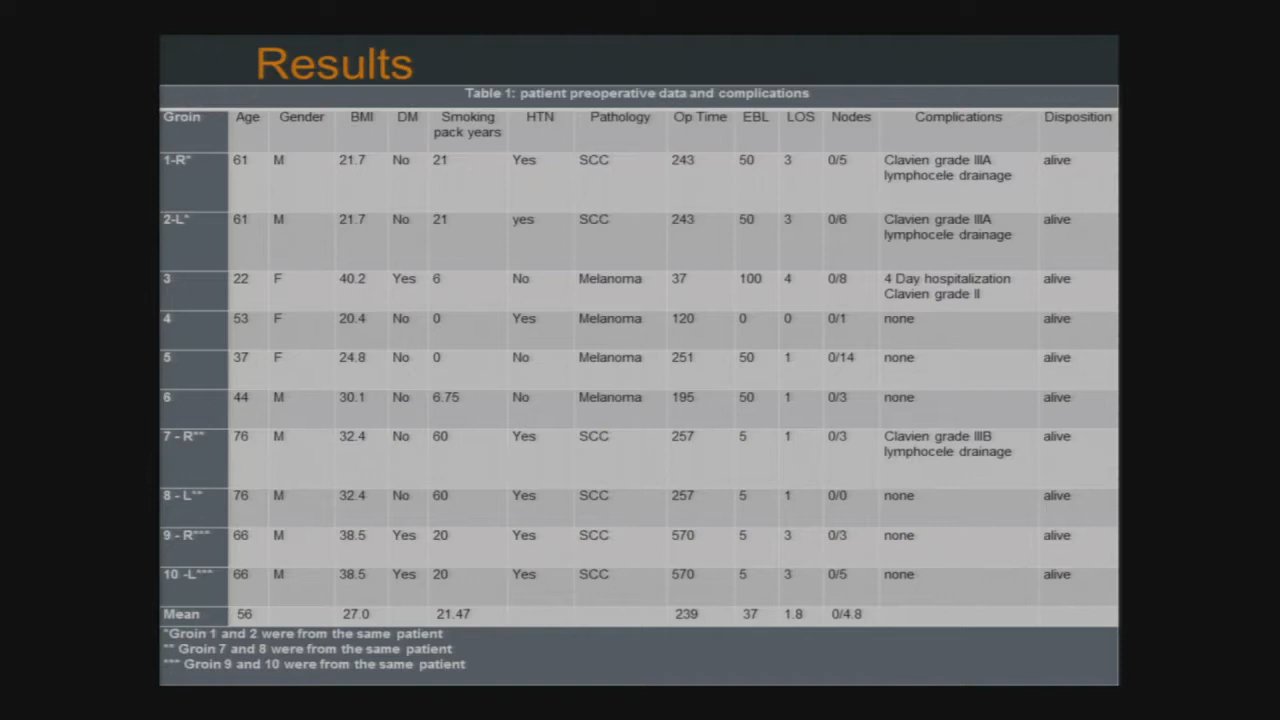 Results
Table 1: patient preoperative data and complications
Groin Age Gender BMI DM Smoking pack years HTN Pathology Op Time EBL LOS Nodes Complications Disposition
1-R* 61 M 21.7 No 21 Yes SCC 243 50 3 0/5 Clavien grade IIIA lymphocele drainage alive
2-L* 61 M 21.7 No 21 yes SCC 243 50 3 0/6 Clavien grade IIIA lymphocele drainage alive
3 22 F 40.2 Yes 6 No Melanoma 37 100 4 0/8 4 Day hospitalization Clavien grade II alive
4 53 F 20.4 No 0 Yes Melanoma 120 0 0 0/1 none alive
5 37 F 24.8 No 0 No Melanoma 251 50 1 0/14 none alive
6 44 M 30.1 No 6.75 No Melanoma 195 50 1 0/3 none alive
7 - R** 76 M 32.4 No 60 Yes SCC 257 5 1 0/3 Clavien grade IIIB lymphocele drainage alive
8 - L** 76 M 32.4 No 60 Yes SCC 257 5 1 0/0 none alive
9 - R*** 66 M 38.5 Yes 20 Yes SCC 570 5 3 0/3 none alive
10 -L*** 66 M 38.5 Yes 20 Yes SCC 570 5 3 0/5 none alive
Mean 56 27.0 21.47 239 37 1.8 0/4.8
*Groin 1 and 2 were from the same patient
** Groin 7 and 8 were from the same patient
*** Groin 9 and 10 were from the same patient